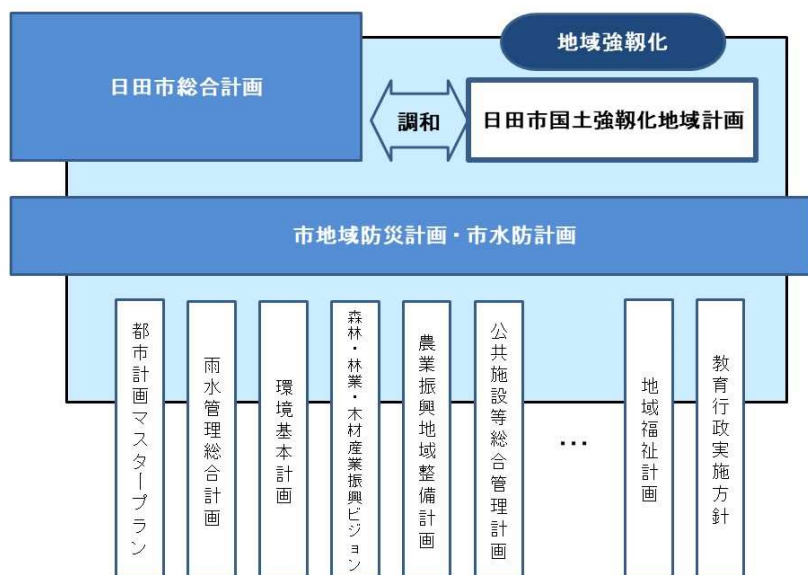 地域強靱化
日田市総合計画
調和
日田市国土強靱化地域計画
市地域防災計画・市水防計画
都市計画マスタープラン
雨水管理総合計画
環境基本計画
森林・林業・木材産業振興ビジョン
農業振興地域整備計画
公共施設等総合管理計画
…
地域福祉計画
教育行政実施方針